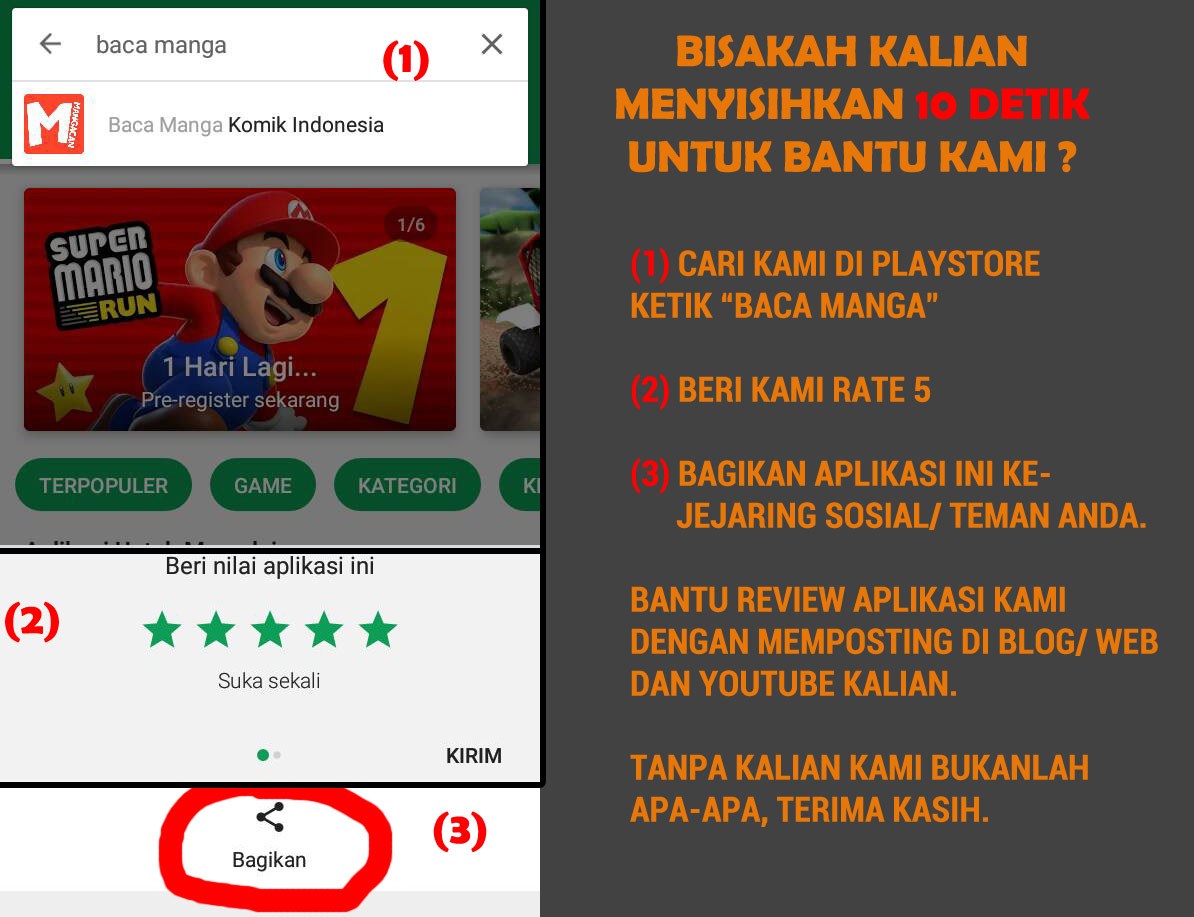 baca manga
(1)
M MANGACAN
Baca Manga Komik Indonesia
SUPER
MARIO
RUN
1/6
1
1 Hari Lagi...
Pre-register sekarang
TERPOPULER
GAME
KATEGORI
Beri nilai aplikasi ini
(2)
Suka sekali
KIRIM
(3)
Bagikan
BISAKAH KALIAN
MENYISIHKAN 10 DETIK
UNTUK BANTU KAMI ?
(1) CARI KAMI DI PLAYSTORE
KETIK “BACA MANGA”
(2) BERI KAMI RATE 5
(3) BAGIKAN APLIKASI INI KE-
JEJARING SOSIAL/ TEMAN ANDA.
BANTU REVIEW APLIKASI KAMI
DENGAN MEMPOSTING DI BLOG/ WEB
DAN YOUTUBE KALIAN.
TANPA KALIAN KAMI BUKANLAH
APA-APA, TERIMA KASIH.